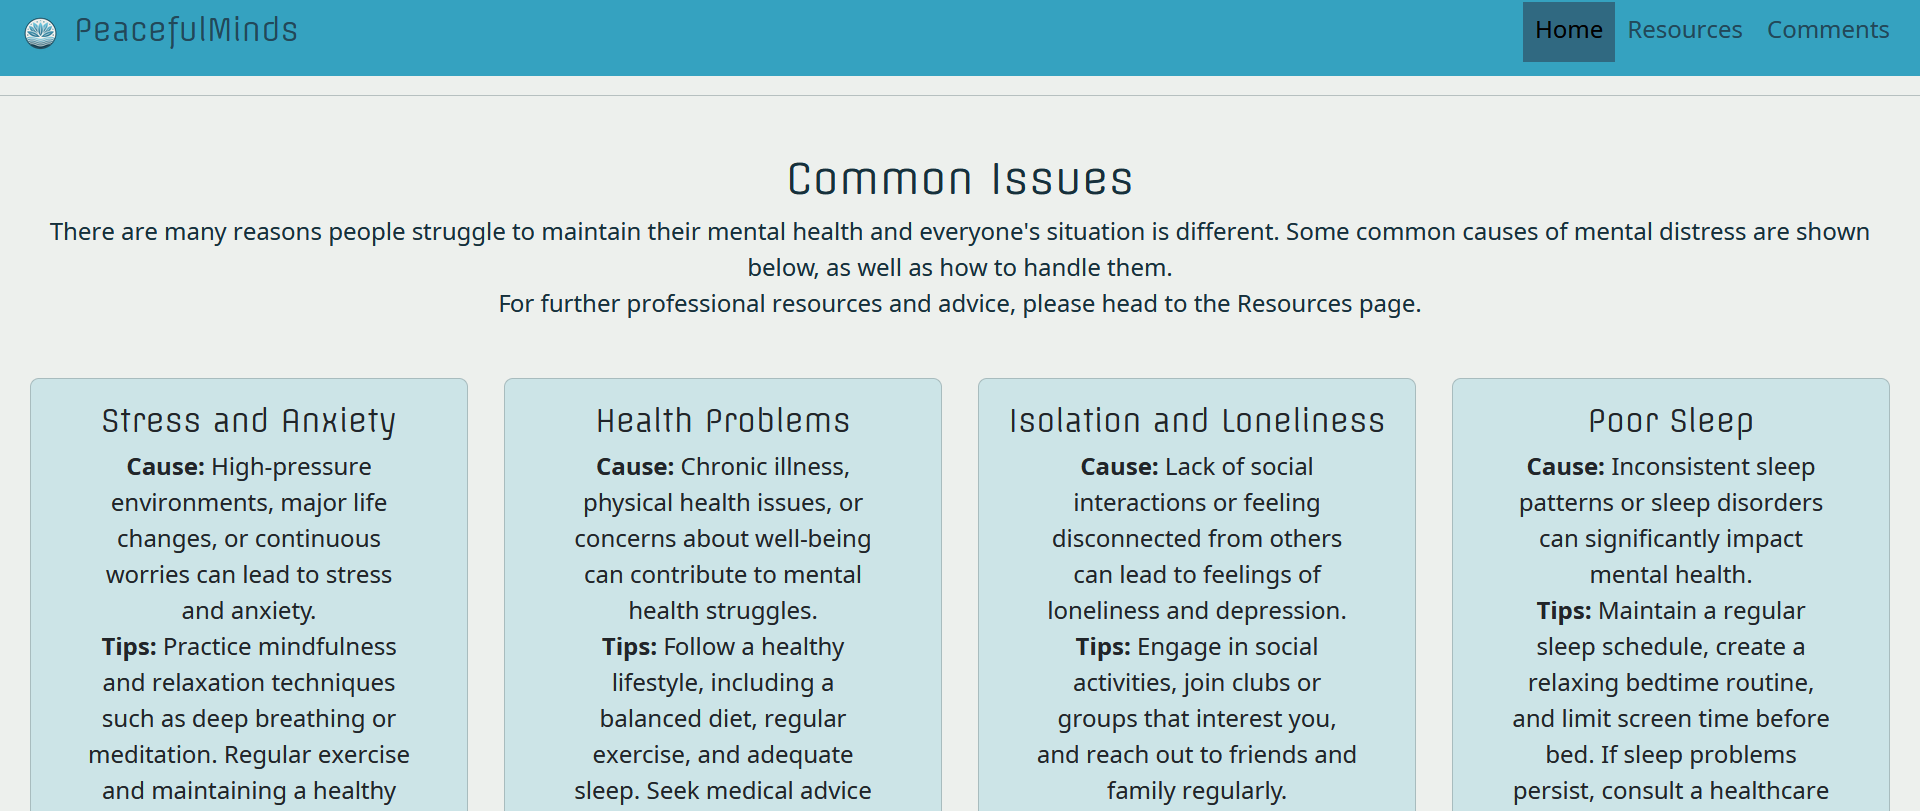 PeacefulMinds
Home Resources Comments
Common Issues
There are many reasons people struggle to maintain their mental health and everyone's situation is different. Some common causes of mental distress are shown
below, as well as how to handle them.
For further professional resources and advice, please head to the Resources page.
Stress and Anxiety
Cause: High-pressure
environments, major life
changes, or continuous
worries can lead to stress
and anxiety.
Tips: Practice mindfulness
and relaxation techniques
such as deep breathing or
meditation. Regular exercise
and maintaining a healthy
Health Problems
Cause: Chronic illness,
physical health issues, or
concerns about well-being
can contribute to mental
health struggles.
Tips: Follow a healthy
lifestyle, including a
balanced diet, regular
exercise, and adequate
sleep. Seek medical advice
Isolation and Loneliness
Cause: Lack of social
interactions or feeling
disconnected from others
can lead to feelings of
loneliness and depression.
Tips: Engage in social
activities, join clubs or
groups that interest you,
and reach out to friends and
family regularly.
Poor Sleep
Cause: Inconsistent sleep
patterns or sleep disorders
can significantly impact
mental health.
Tips: Maintain a regular
sleep schedule, create a
relaxing bedtime routine,
and limit screen time before
bed. If sleep problems
persist, consult a healthcare